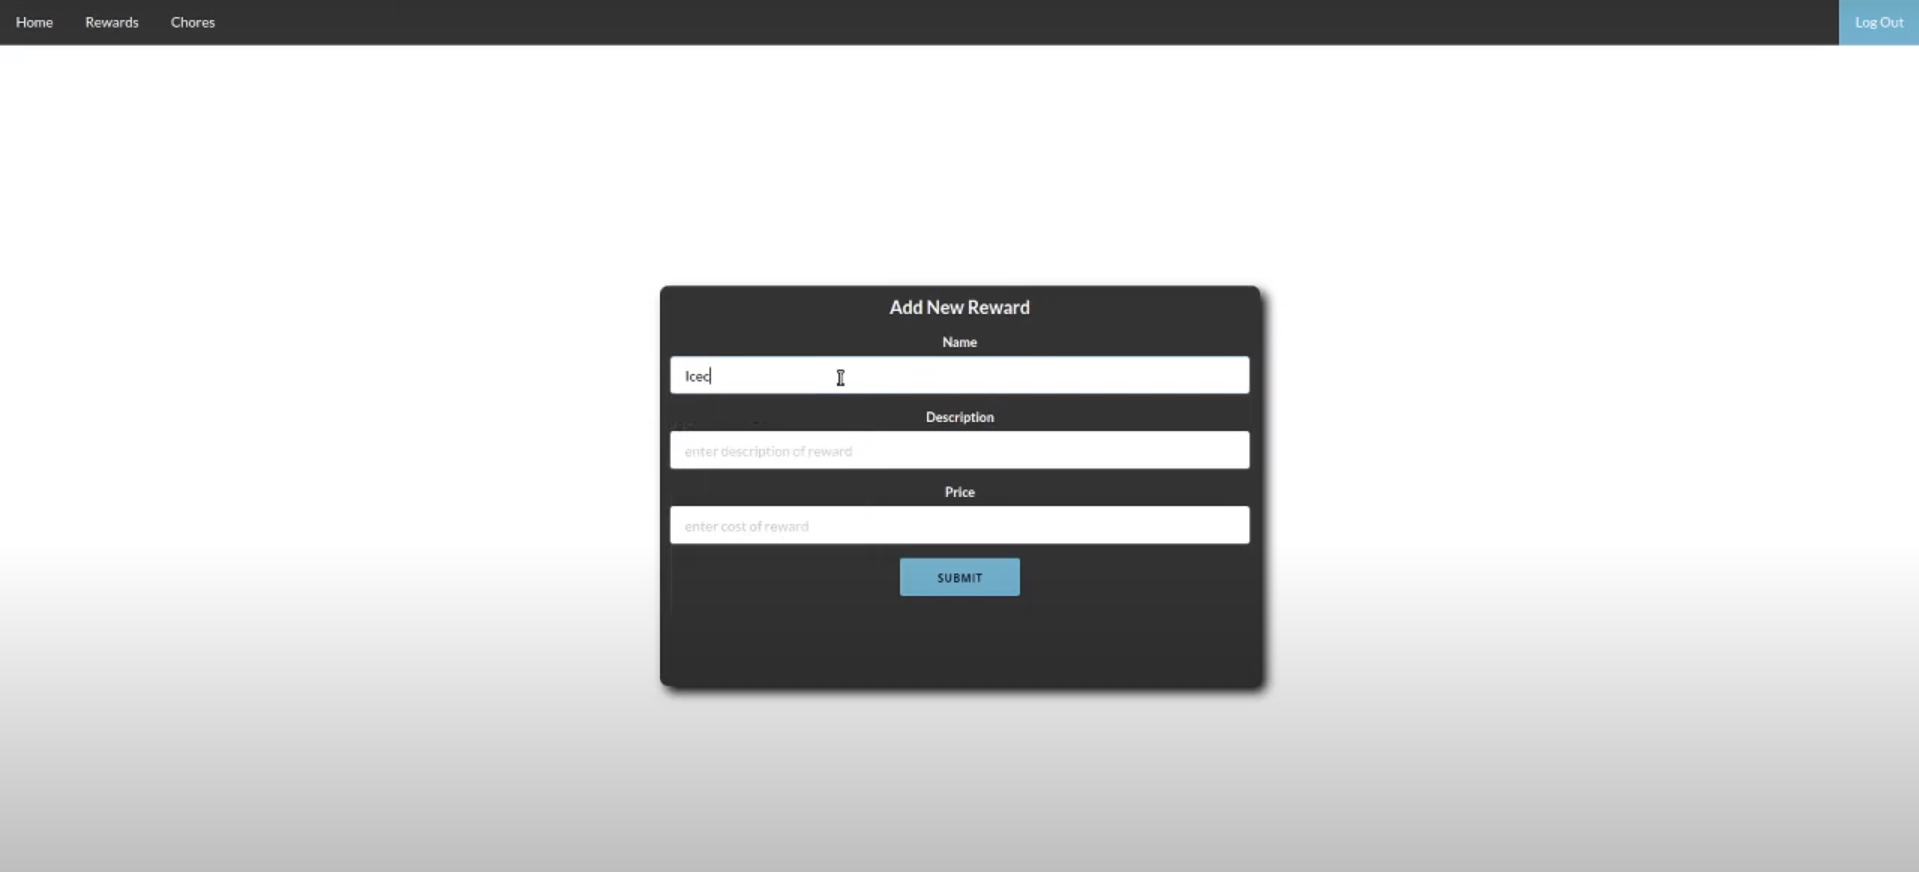 Home Rewards Chores Log Out
Add New Reward
Name
Icec
Description
enter description of reward
Price
enter cost of reward
SUBMIT